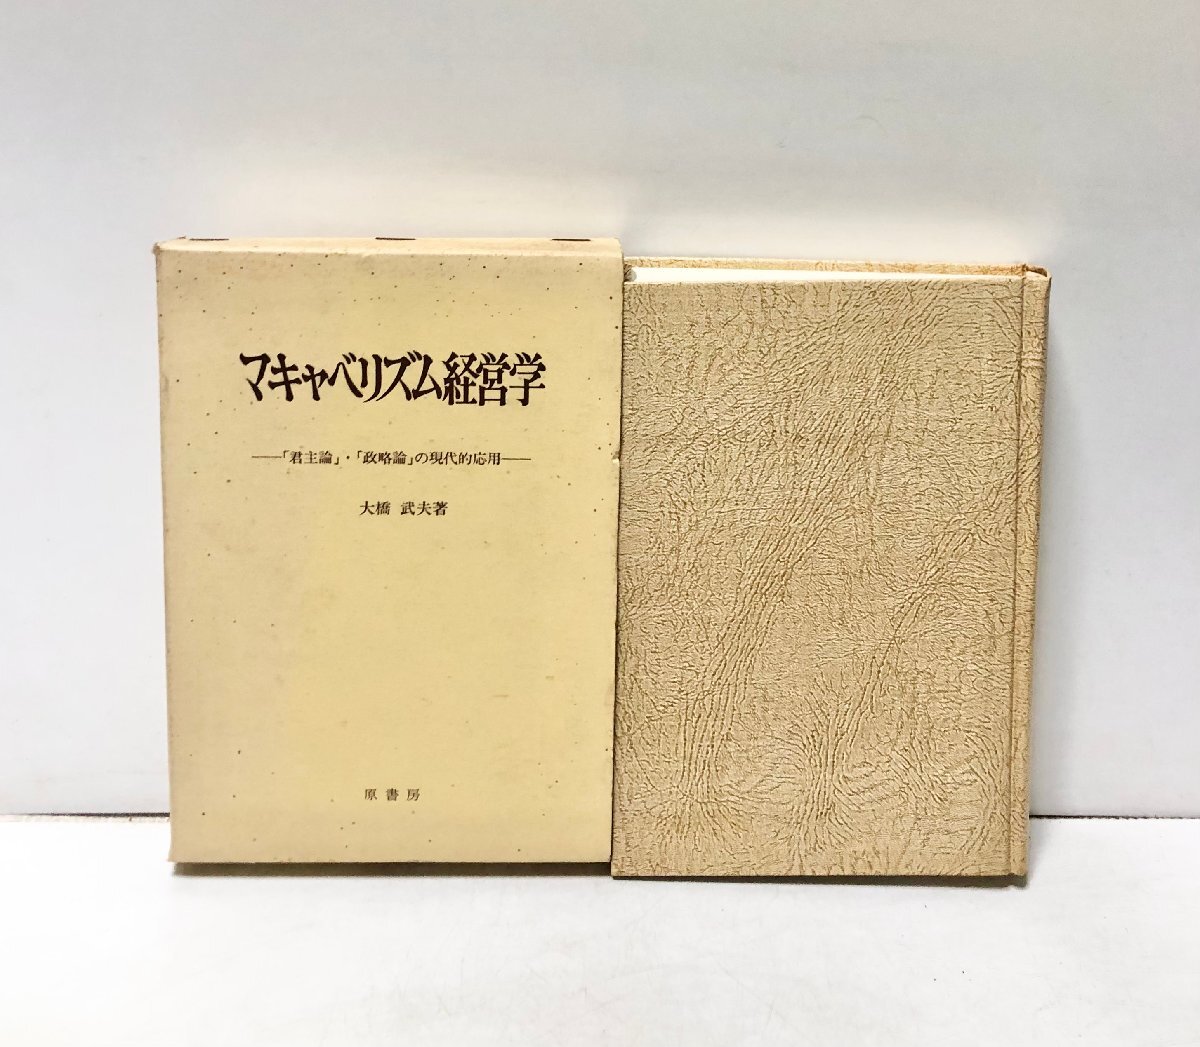 マキャベリズム経営学
——「君主論」・「政略論」の現代的応用——
大橋 武夫著
原書房